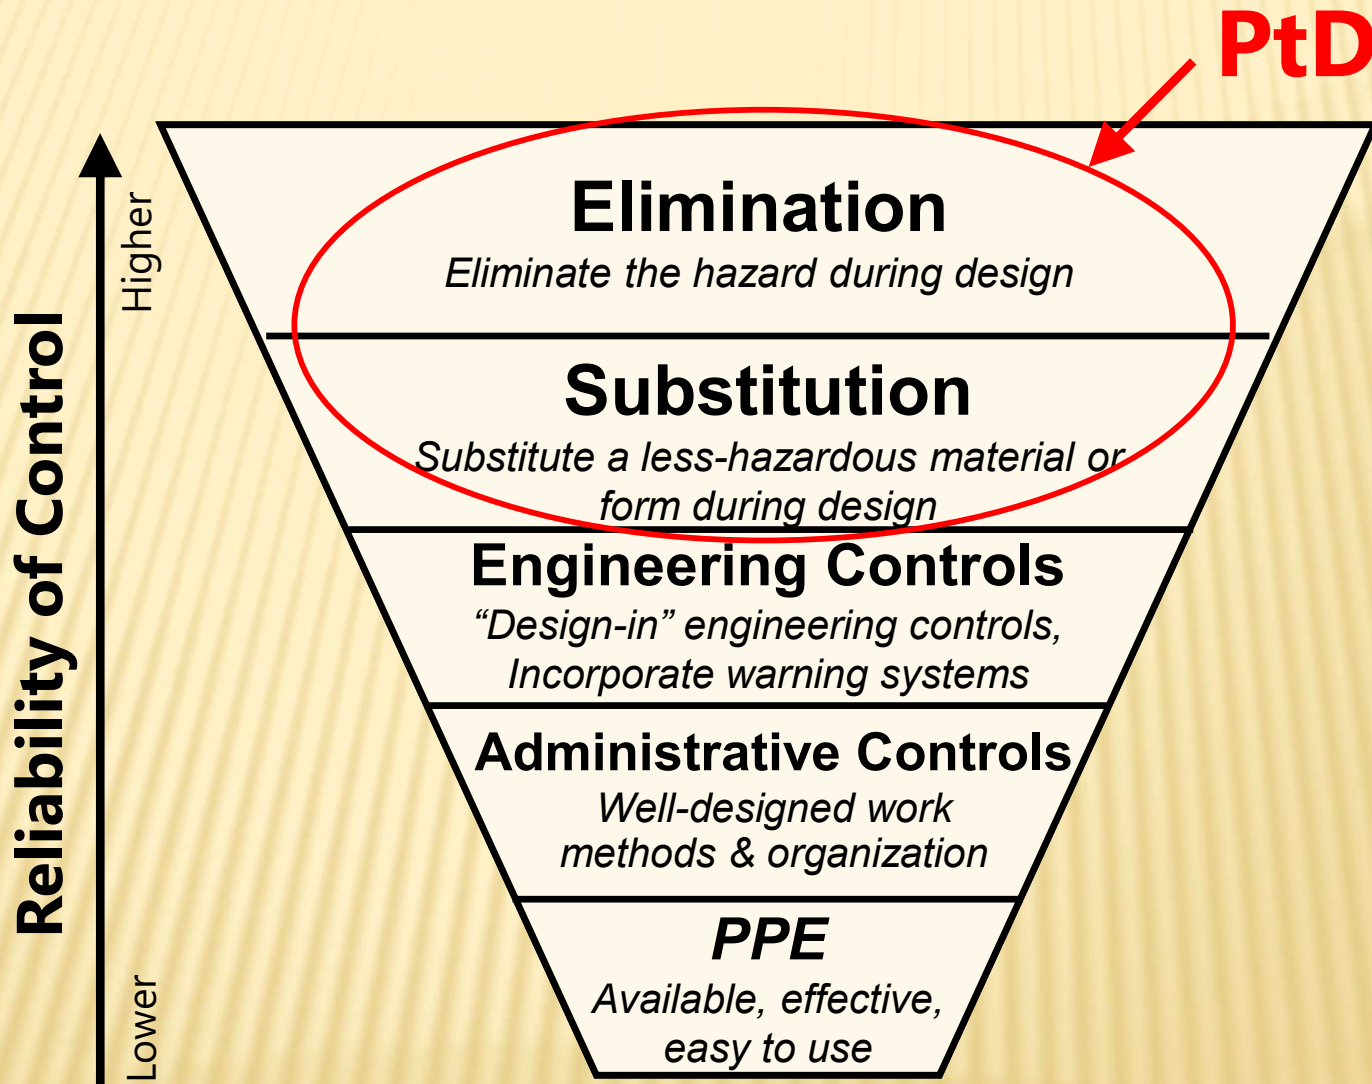 PtD
Reliability of Control
Higher
Lower
Elimination
Eliminate the hazard during design
Substitution
Substitute a less-hazardous material or
form during design
Engineering Controls
“Design-in” engineering controls,
Incorporate warning systems
Administrative Controls
Well-designed work
methods & organization
PPE
Available, effective,
easy to use